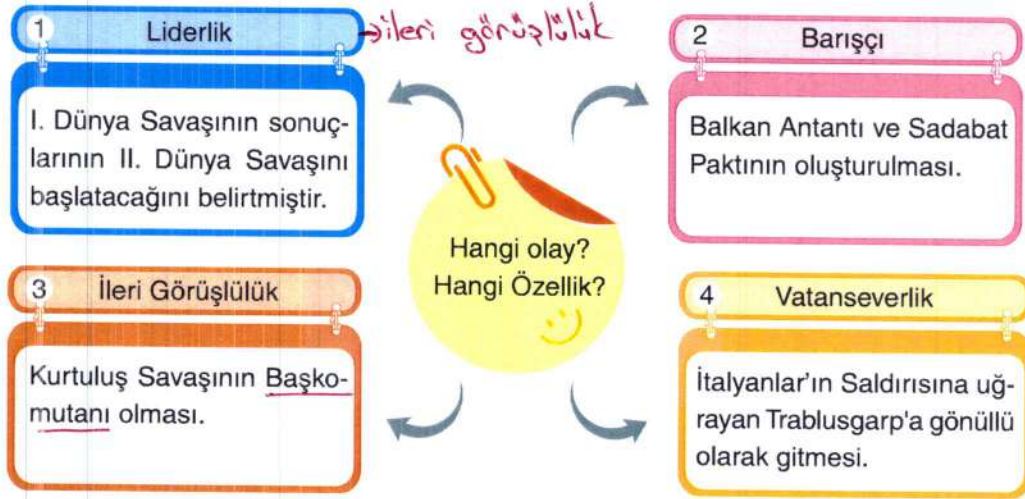 1 Liderlik →ileri görüşlülük
I. Dünya Savaşının sonuç-
larının II. Dünya Savaşını
başlatacağını belirtmiştir.
2 Barışçı
Balkan Antantı ve Sadabat
Paktının oluşturulması.
Hangi olay?
Hangi Özellik?
3 İleri Görüşlülük
Kurtuluş Savaşının Başko-
mutanı olması.
4 Vatanseverlik
İtalyanlar'ın Saldırısına uğ-
rayan Trablusgarp'a gönüllü
olarak gitmesi.